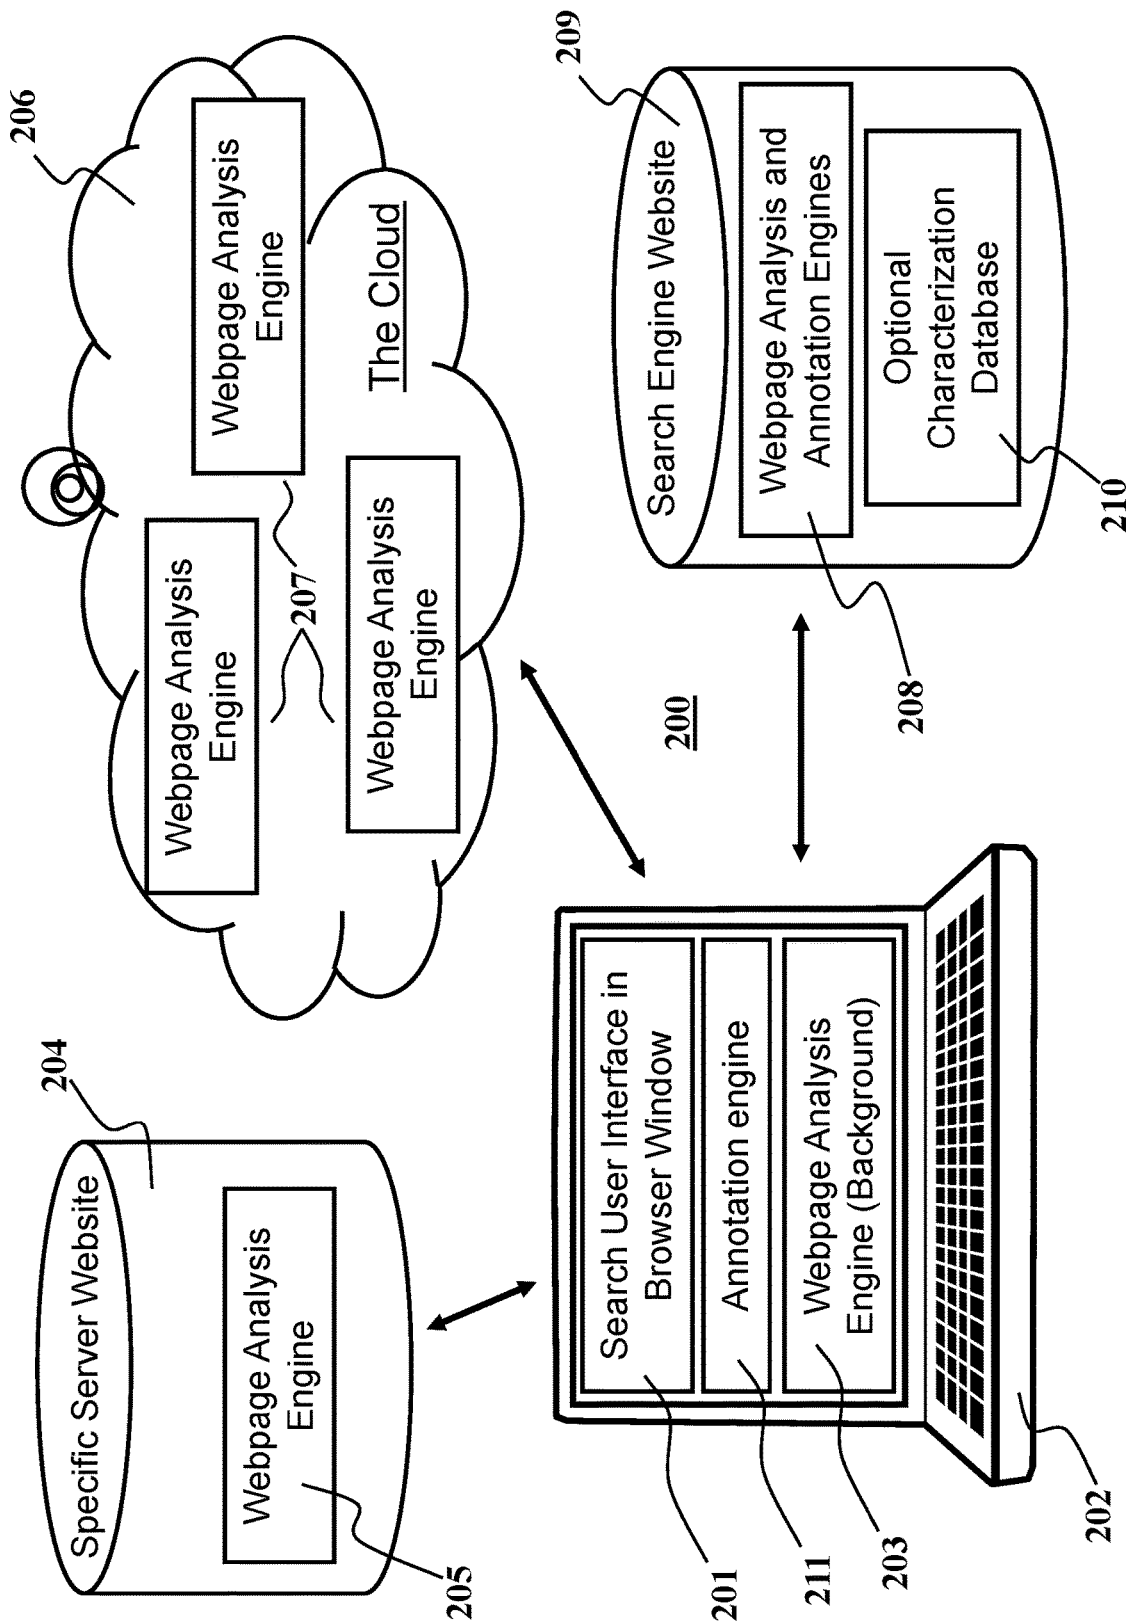 Specific Server Website
204
Webpage Analysis
Engine
205
206
Webpage Analysis
Engine
Webpage Analysis
Engine
207
Webpage Analysis
Engine
The Cloud
200
Search User Interface in
Browser Window
201
Annotation engine
211
Webpage Analysis
Engine (Background)
203
202
209
Search Engine Website
Webpage Analysis and
Annotation Engines
208
Optional
Characterization
Database
210